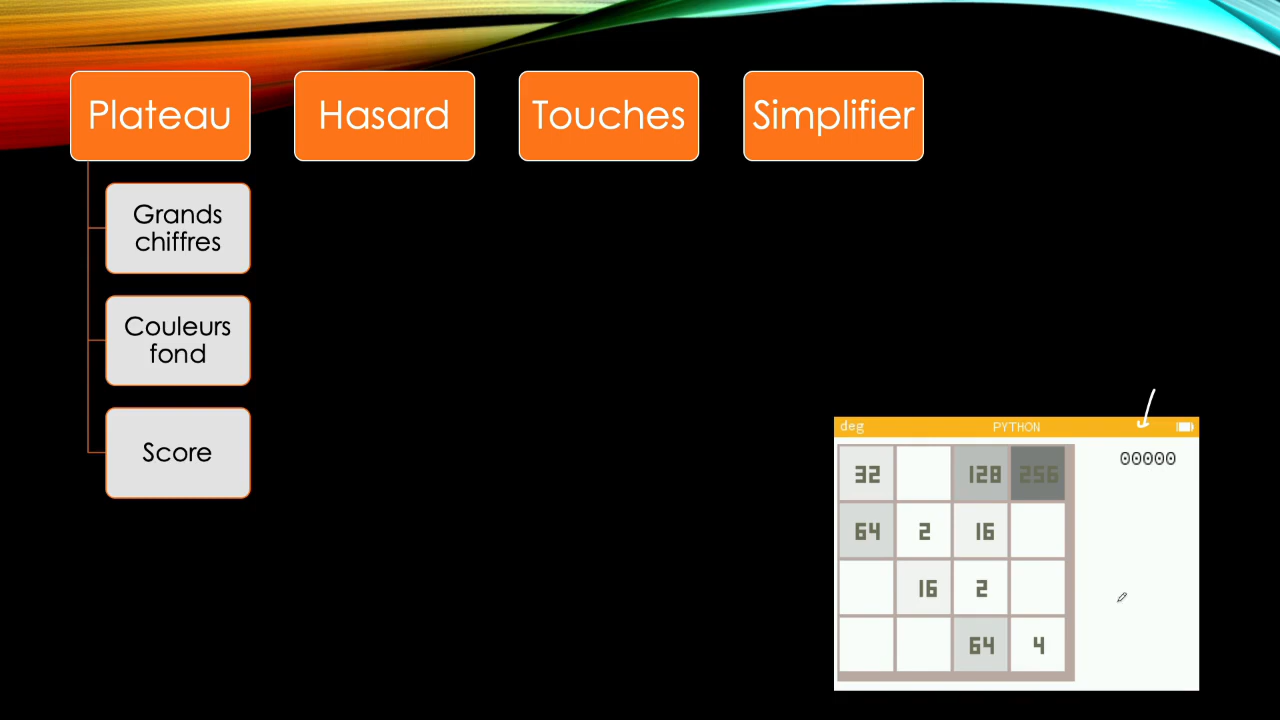 Plateau
Hasard
Touches
Simplifier
Grands
chiffres
Couleurs
fond
Score
deg
PYTHON
00000
32
128
256
64
2
16
16
2
64
4